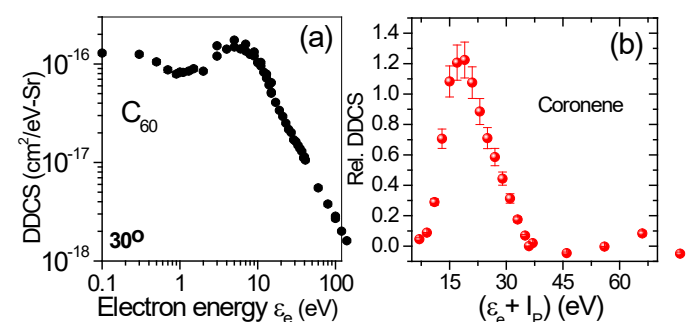 (a)
C60
30º
DDCS (cm²/eV-Sr)
10⁻¹⁶
10⁻¹⁷
10⁻¹⁸
0.1 1 10 100
Electron energy εe (eV)
(b)
Coronene
Rel. DDCS
1.4
1.2
1.0
0.8
0.6
0.4
0.2
0.0
15 30 45 60
(εe+ IP) (eV)